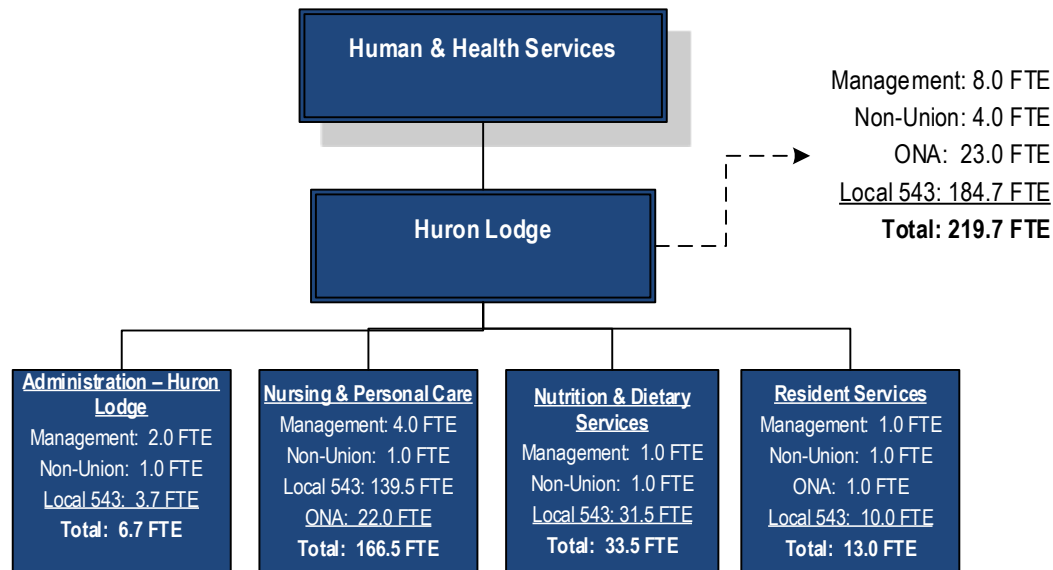 Human & Health Services
Management: 8.0 FTE
Non-Union: 4.0 FTE
ONA: 23.0 FTE
Local 543: 184.7 FTE
Total: 219.7 FTE
Huron Lodge
Administration – Huron
Lodge
Management: 2.0 FTE
Non-Union: 1.0 FTE
Local 543: 3.7 FTE
Total: 6.7 FTE
Nursing & Personal Care
Management: 4.0 FTE
Non-Union: 1.0 FTE
Local 543: 139.5 FTE
ONA: 22.0 FTE
Total: 166.5 FTE
Nutrition & Dietary
Services
Management: 1.0 FTE
Non-Union: 1.0 FTE
Local 543: 31.5 FTE
Total: 33.5 FTE
Resident Services
Management: 1.0 FTE
Non-Union: 1.0 FTE
ONA: 1.0 FTE
Local 543: 10.0 FTE
Total: 13.0 FTE